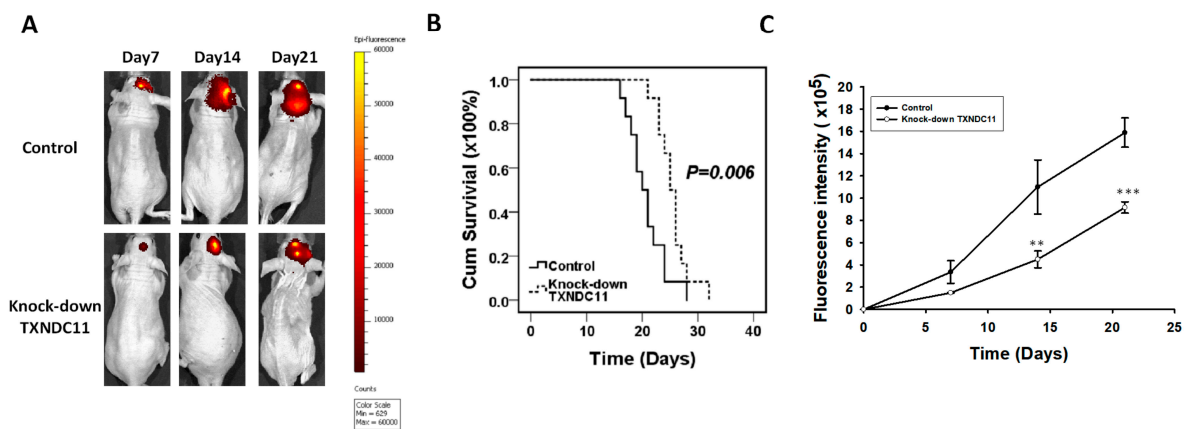 A
Day7 Day14 Day21
Control
Knock-down
TXNDC11
Epi-fluorescence
60000
50000
40000
30000
20000
10000
Counts
Color Scale
Min = 629
Max = 60000
B
Cum Survivial (x100%)
1.0
0.8
0.6
0.4
0.2
0.0
P=0.006
Control
Knock-down
TXNDC11
0 10 20 30 40
Time (Days)
C
Fluorescence intensity (x10⁵)
20
18
16
14
12
10
8
6
4
2
0
Control
Knock-down TXNDC11
**
***
0 5 10 15 20 25
Time (Days)